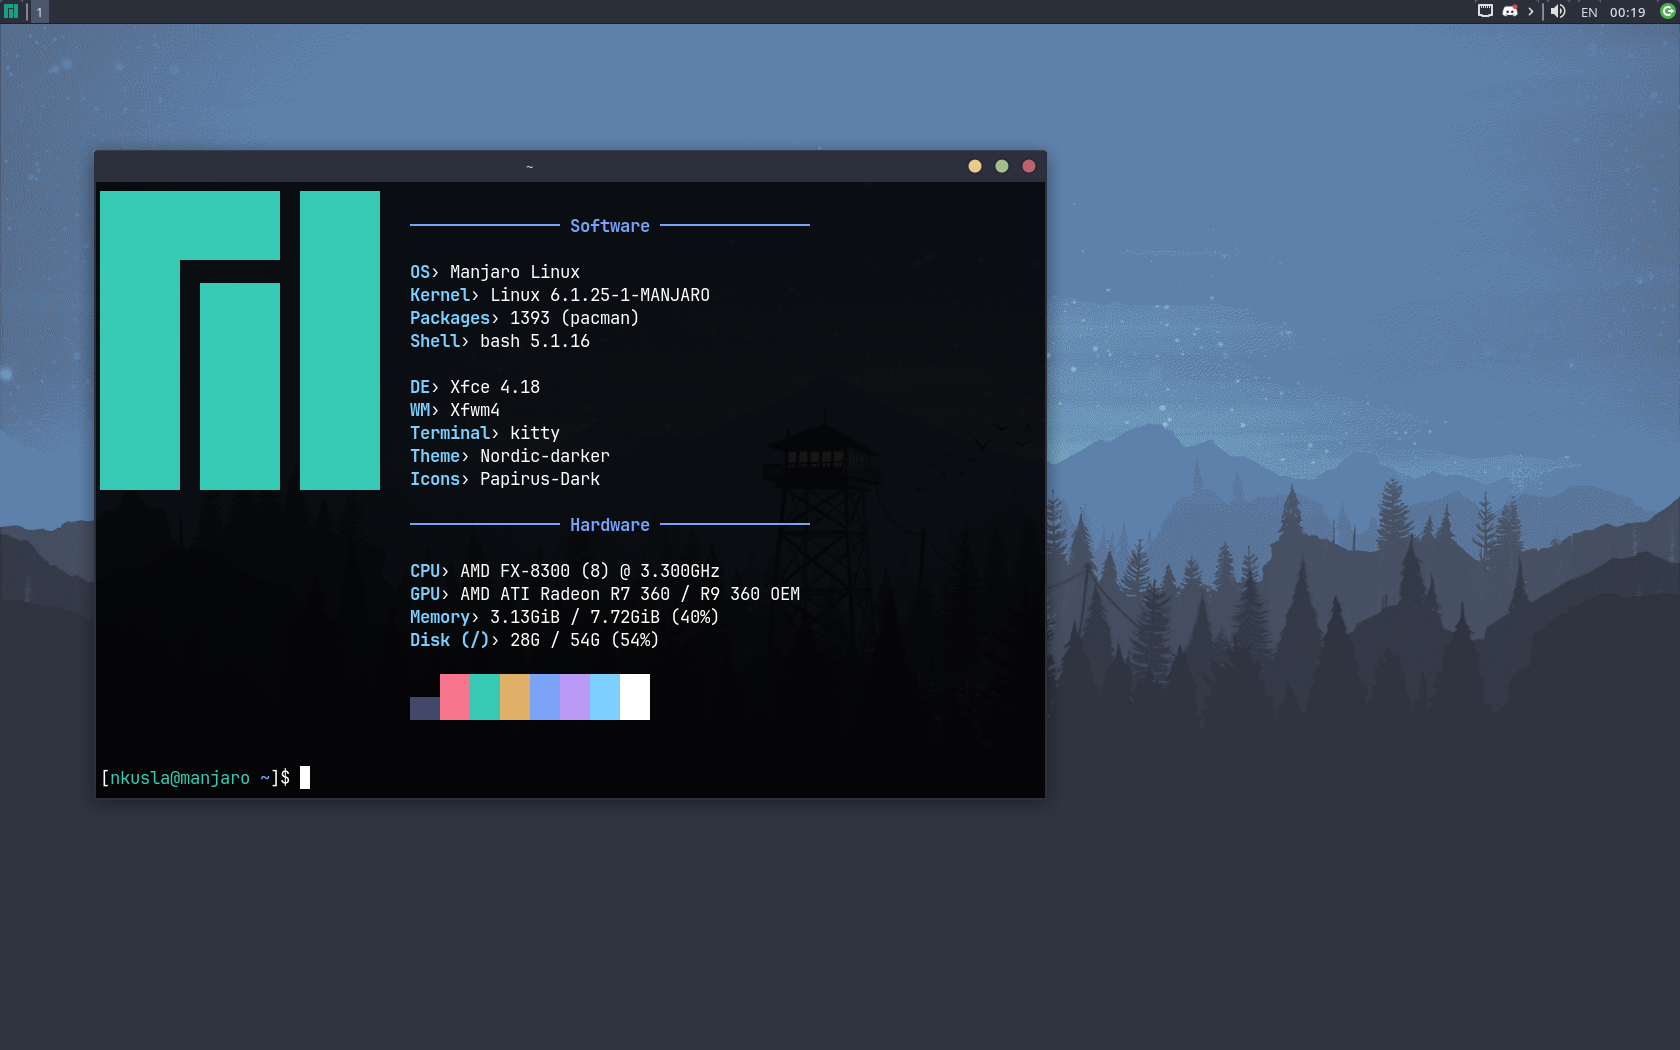 1
EN 00:19
~
Software
OS› Manjaro Linux
Kernel› Linux 6.1.25-1-MANJARO
Packages› 1393 (pacman)
Shell› bash 5.1.16
DE› Xfce 4.18
WM› Xfwm4
Terminal› kitty
Theme› Nordic-darker
Icons› Papirus-Dark
Hardware
CPU› AMD FX-8300 (8) @ 3.300GHz
GPU› AMD ATI Radeon R7 360 / R9 360 OEM
Memory› 3.13GiB / 7.72GiB (40%)
Disk (/)› 28G / 54G (54%)
[nkusla@manjaro ~]$